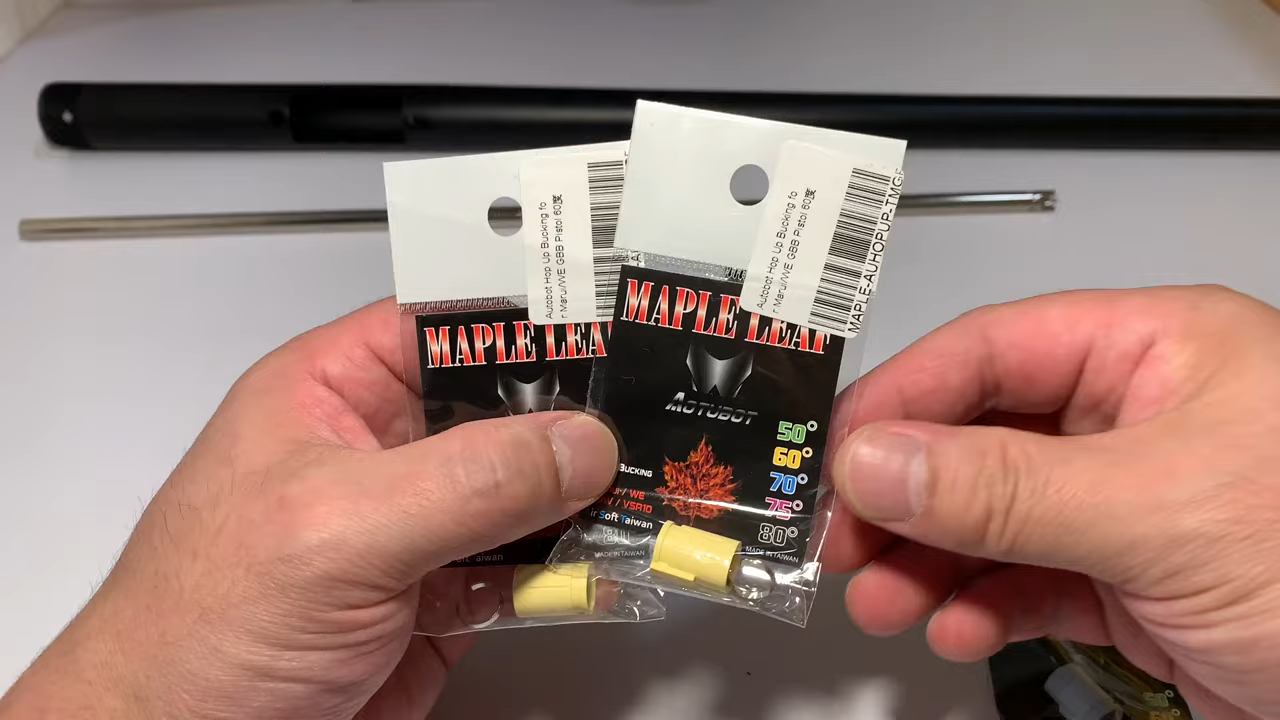 Autobot Hop Up Bucking fo
r Marui/WE GBB Pistol 60度
MAPLE LEA
Autobot Hop Up Bucking fo
r Marui/WE GBB Pistol 60度
MAPLE-AUHOPUP-TMG
MAPLE LEAF
AOTUBOT
50°
60°
70°
75°
80°
BUCKING
/ WE
/ VSR10
ir Soft Taiwan
MADE IN TAIWAN
MADE IN TAIWAN